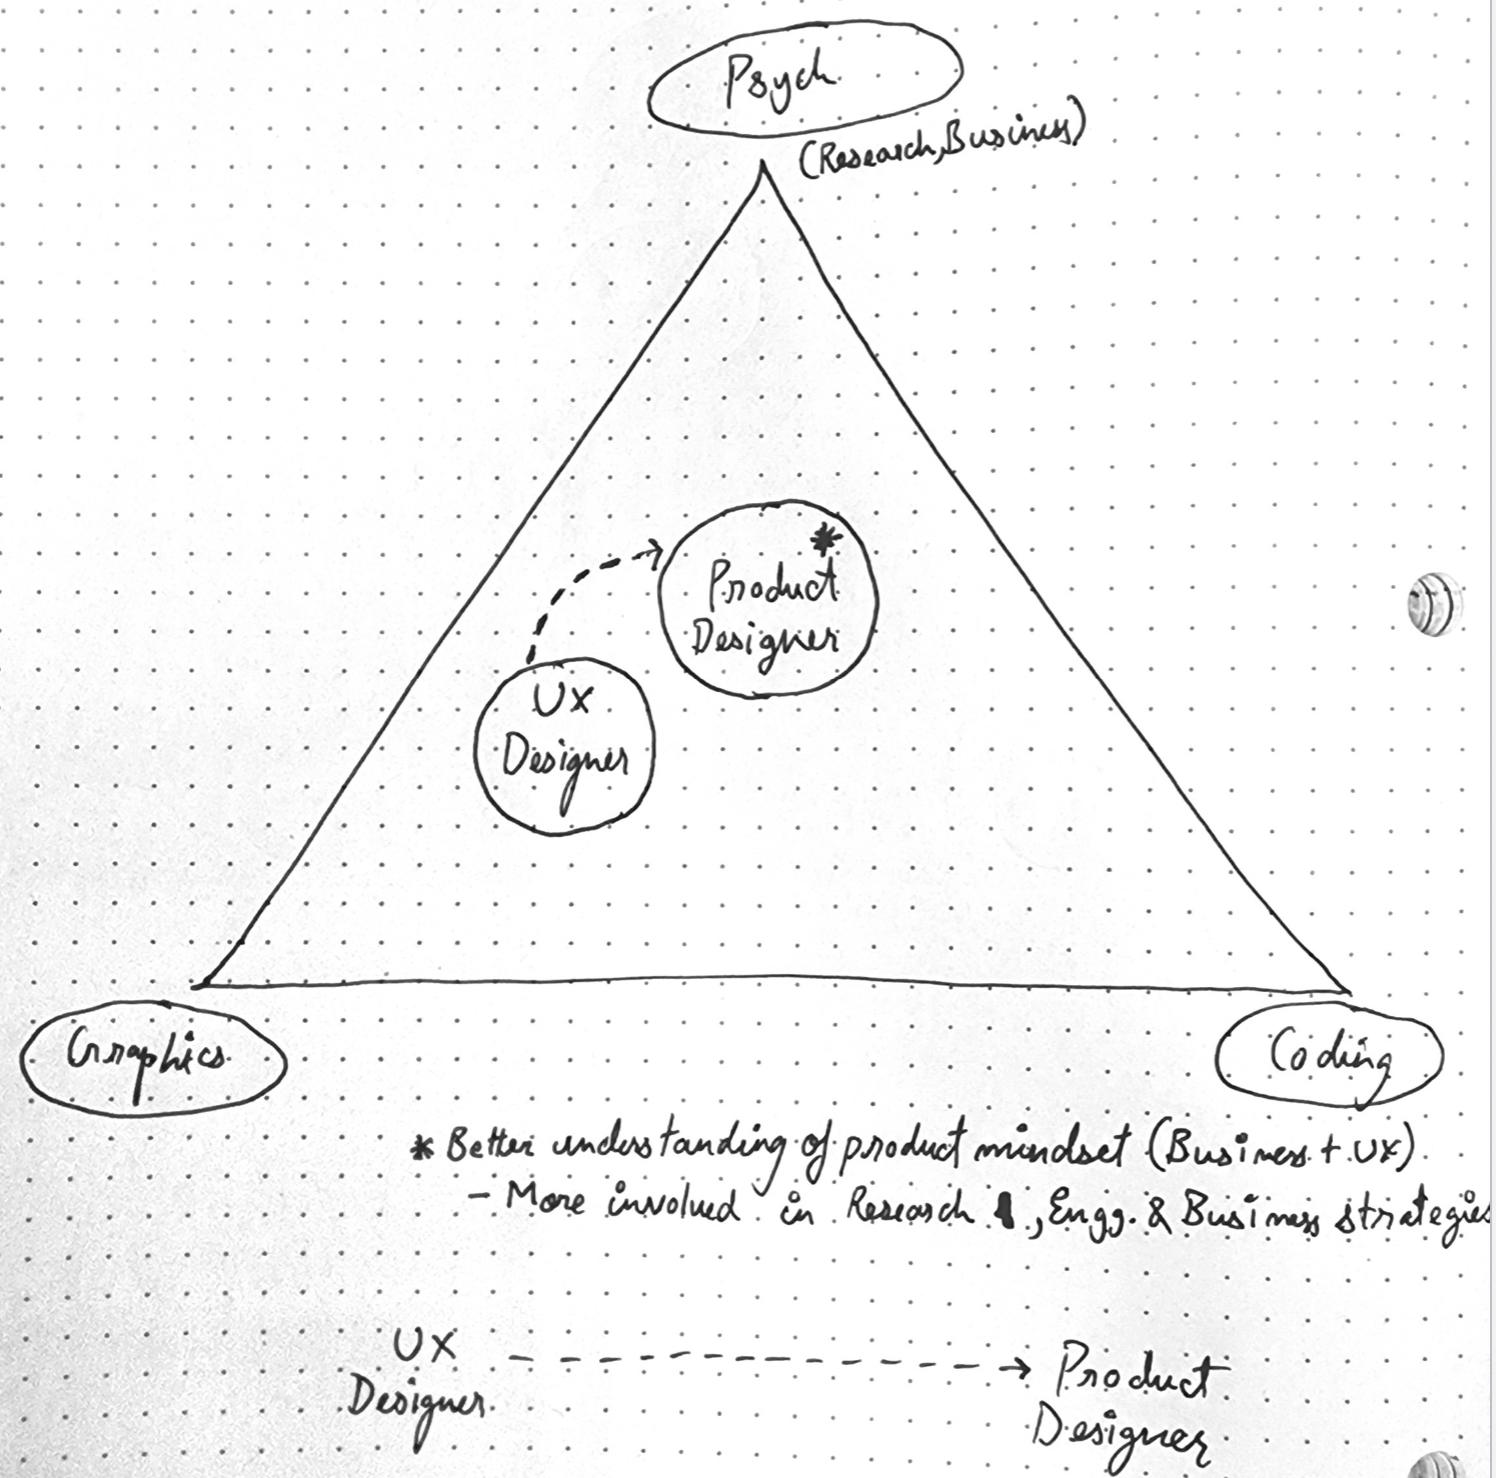 Psych
(Research, Business)
*
Product
Designer
UX
Designer
Graphics
Coding
* Better understanding of product mindset (Business + UX)
- More involved in Research , Engg. & Business strategies
UX
Designer
Product
Designer